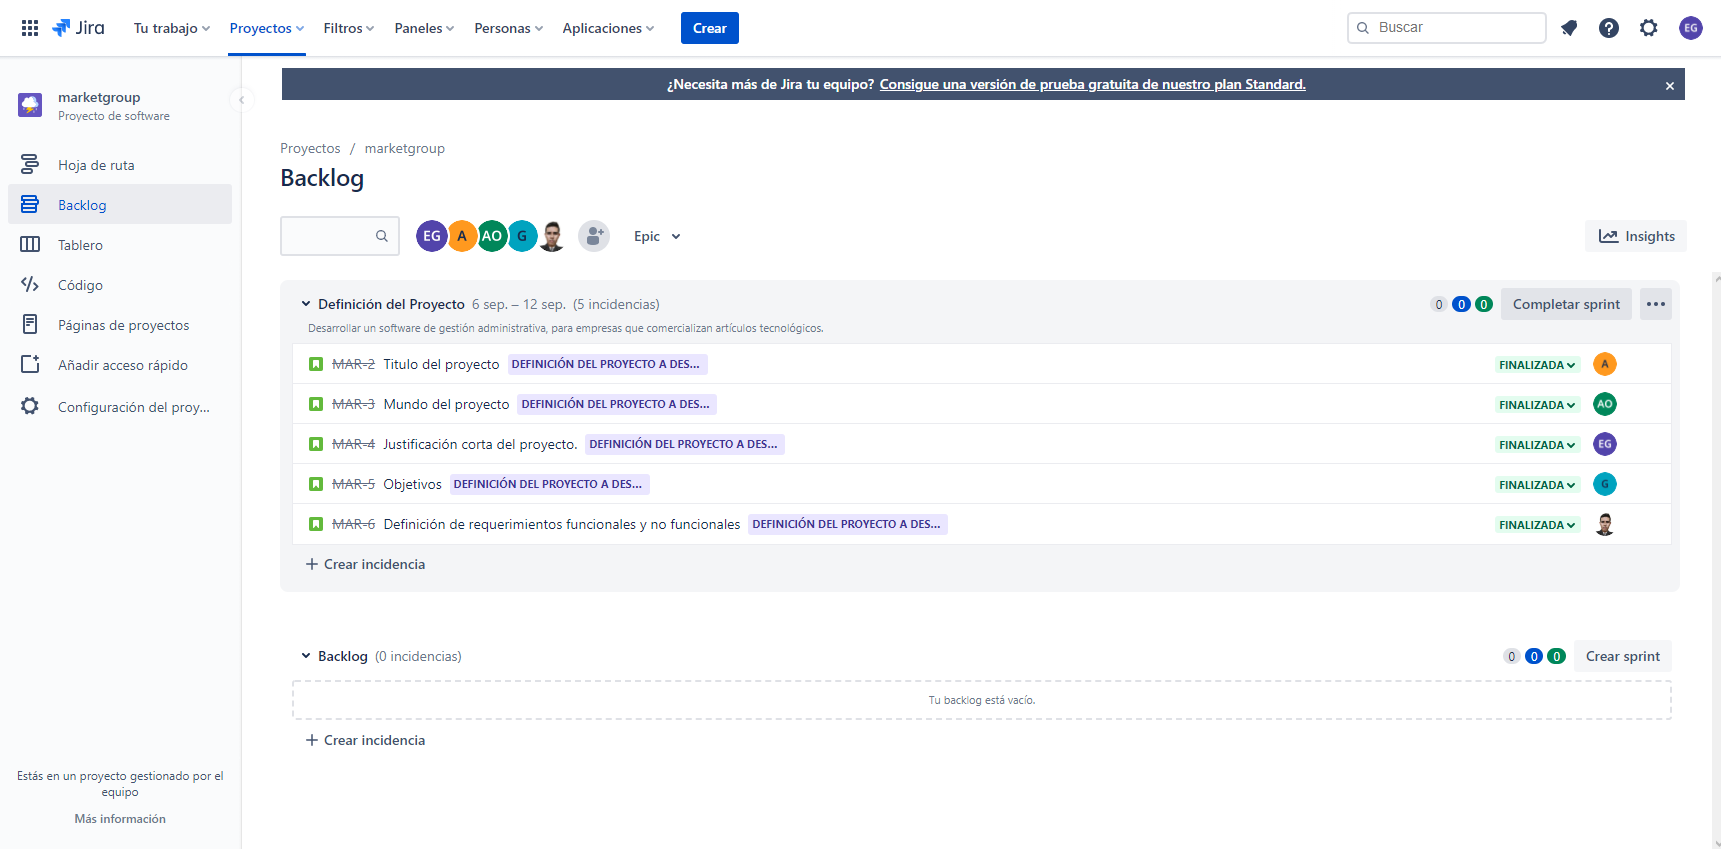 Jira Tu trabajo Proyectos Filtros Paneles Personas Aplicaciones Crear Buscar EG
¿Necesita más de Jira tu equipo? Consigue una versión de prueba gratuita de nuestro plan Standard.
marketgroup
Proyecto de software
Hoja de ruta
Backlog
Tablero
Código
Páginas de proyectos
Añadir acceso rápido
Configuración del proy...
Estás en un proyecto gestionado por el
equipo
Más información
Proyectos / marketgroup
Backlog
EG A AO G Epic Insights
Definición del Proyecto 6 sep. – 12 sep. (5 incidencias) 0 0 0 Completar sprint
Desarrollar un software de gestión administrativa, para empresas que comercializan artículos tecnológicos.
MAR-2 Titulo del proyecto DEFINICIÓN DEL PROYECTO A DES... FINALIZADA A
MAR-3 Mundo del proyecto DEFINICIÓN DEL PROYECTO A DES... FINALIZADA AO
MAR-4 Justificación corta del proyecto. DEFINICIÓN DEL PROYECTO A DES... FINALIZADA EG
MAR-5 Objetivos DEFINICIÓN DEL PROYECTO A DES... FINALIZADA G
MAR-6 Definición de requerimientos funcionales y no funcionales DEFINICIÓN DEL PROYECTO A DES... FINALIZADA
+ Crear incidencia
Backlog (0 incidencias) 0 0 0 Crear sprint
Tu backlog está vacío.
+ Crear incidencia